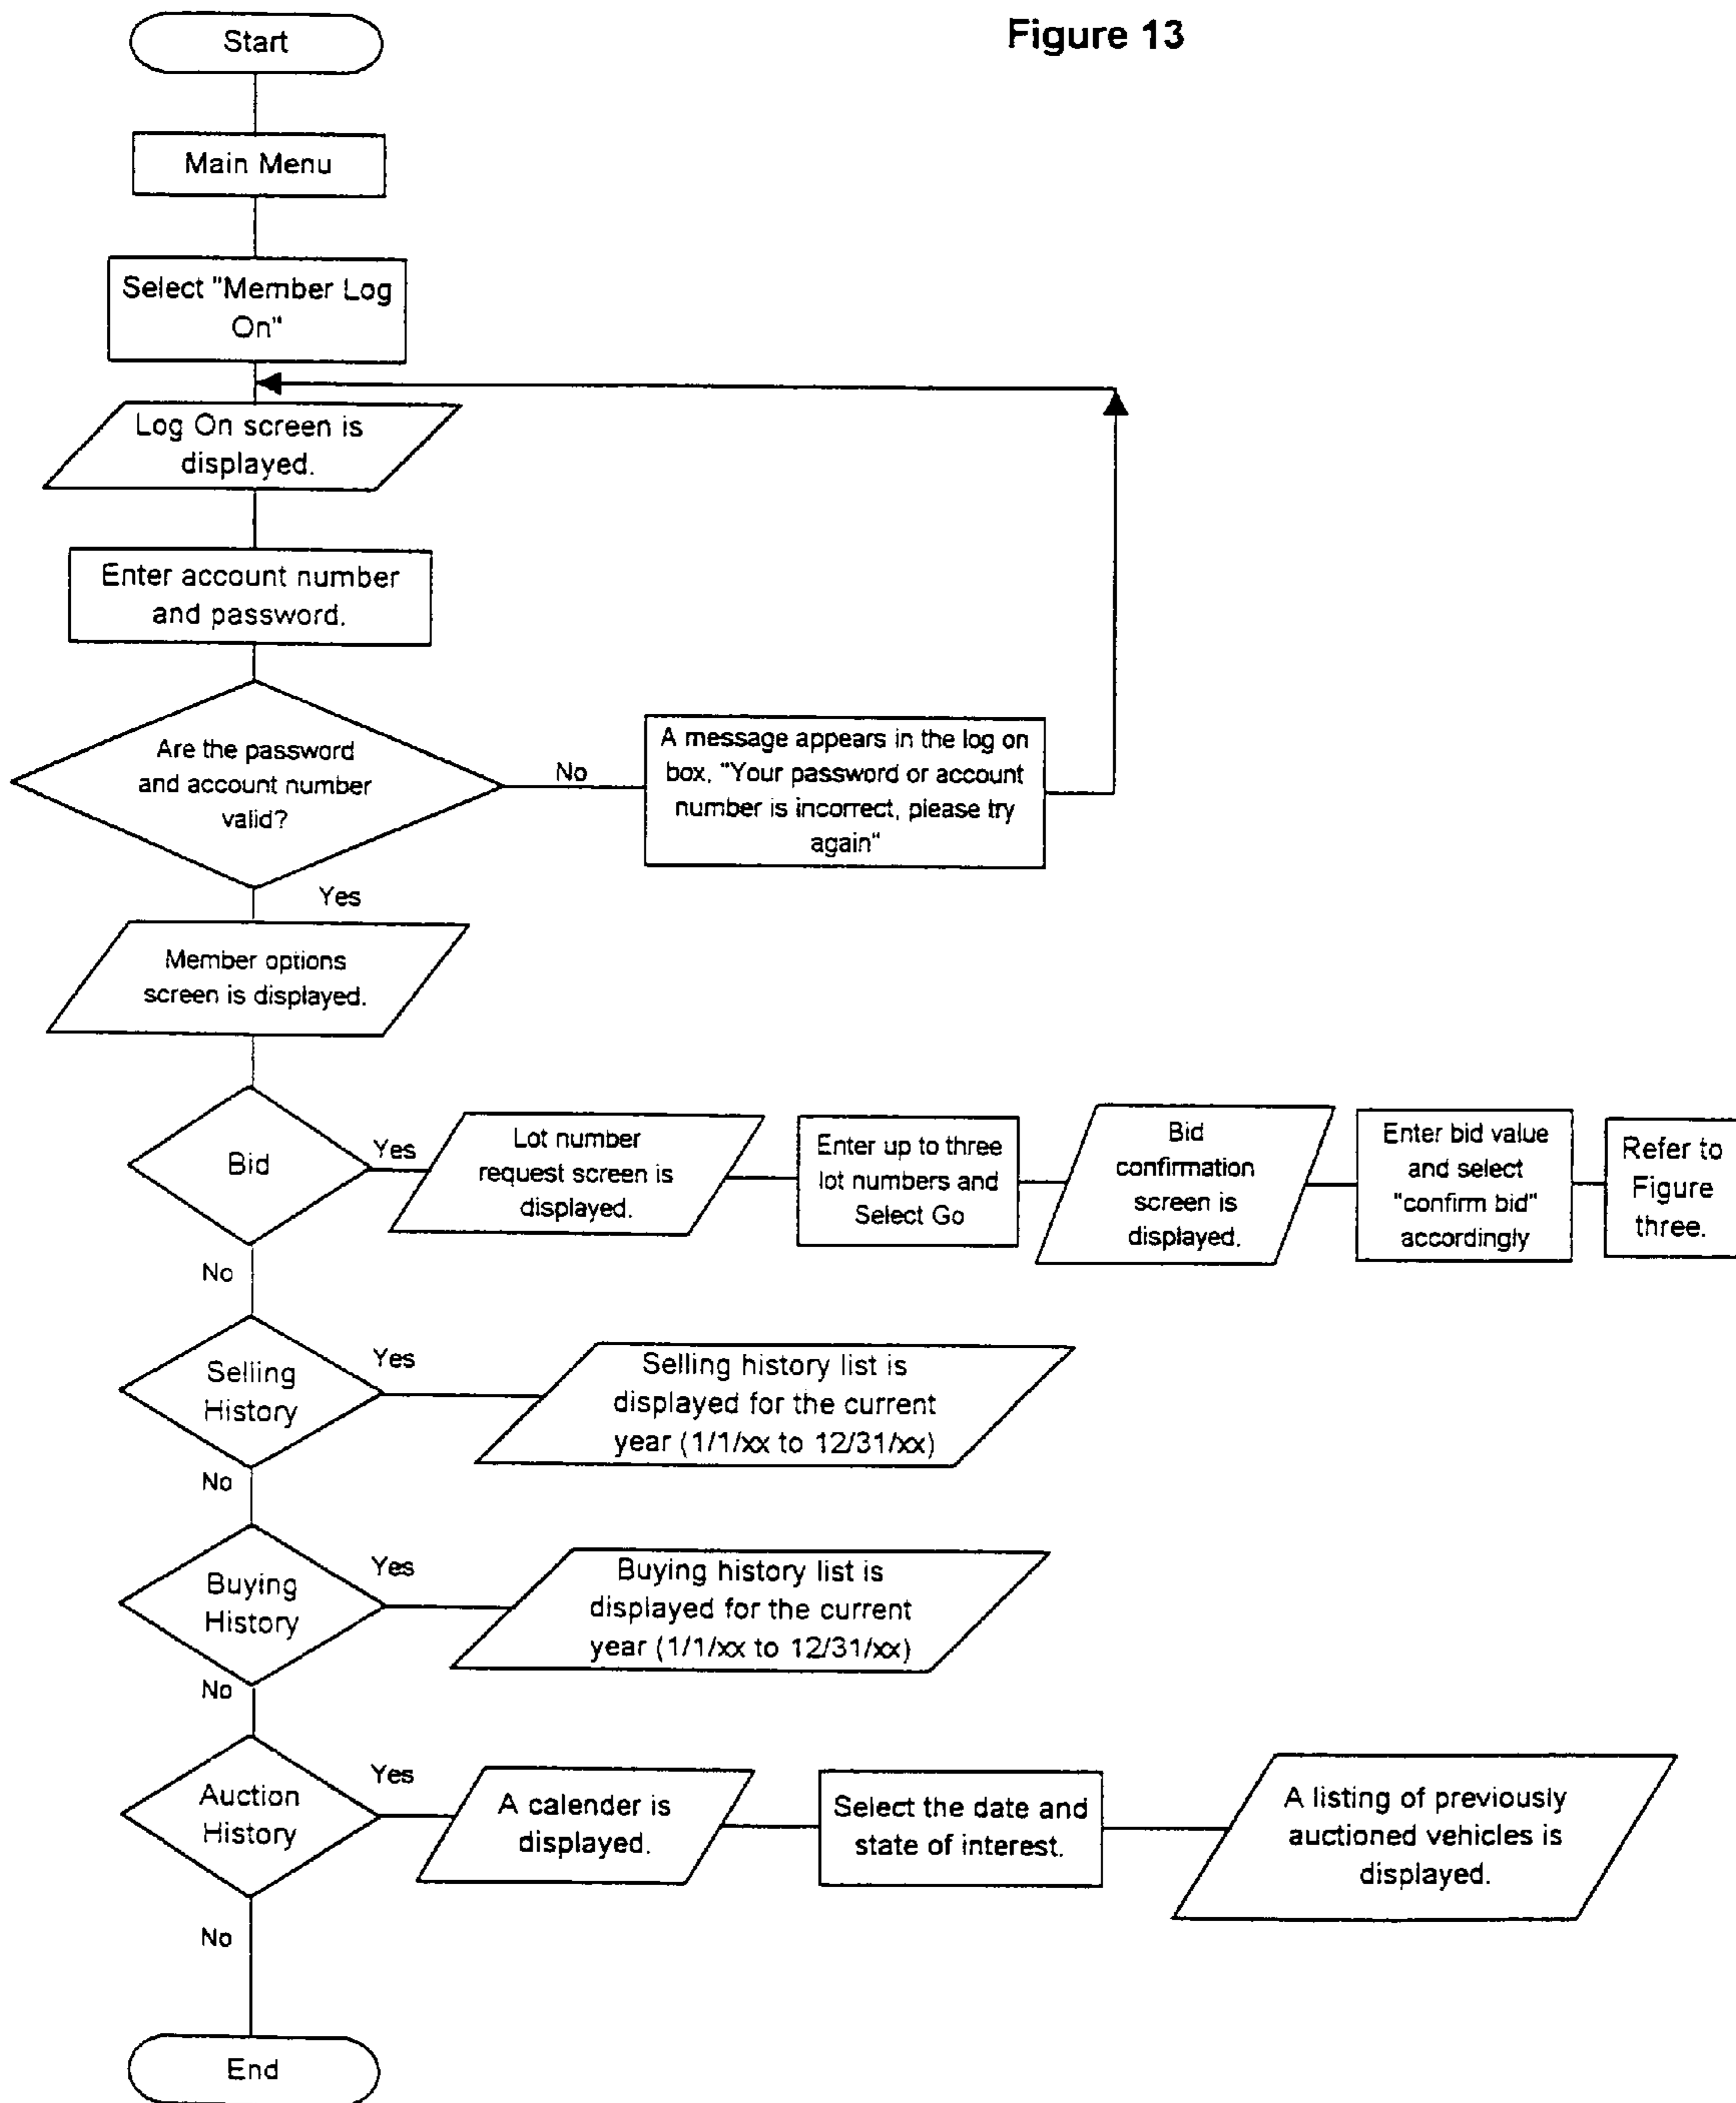 Figure 13
Start
Main Menu
Select "Member Log
On"
Log On screen is
displayed.
Enter account number
and password.
Are the password
and account number
valid?
No
A message appears in the log on
box, "Your password or account
number is incorrect, please try
again"
Yes
Member options
screen is displayed.
Bid
Yes
Lot number
request screen is
displayed.
Enter up to three
lot numbers and
Select Go
Bid
confirmation
screen is
displayed.
Enter bid value
and select
"confirm bid"
accordingly
Refer to
Figure
three.
No
Selling
History
Yes
Selling history list is
displayed for the current
year (1/1/xx to 12/31/xx)
No
Buying
History
Yes
Buying history list is
displayed for the current
year (1/1/xx to 12/31/xx)
No
Auction
History
Yes
A calender is
displayed.
Select the date and
state of interest.
A listing of previously
auctioned vehicles is
displayed.
No
End